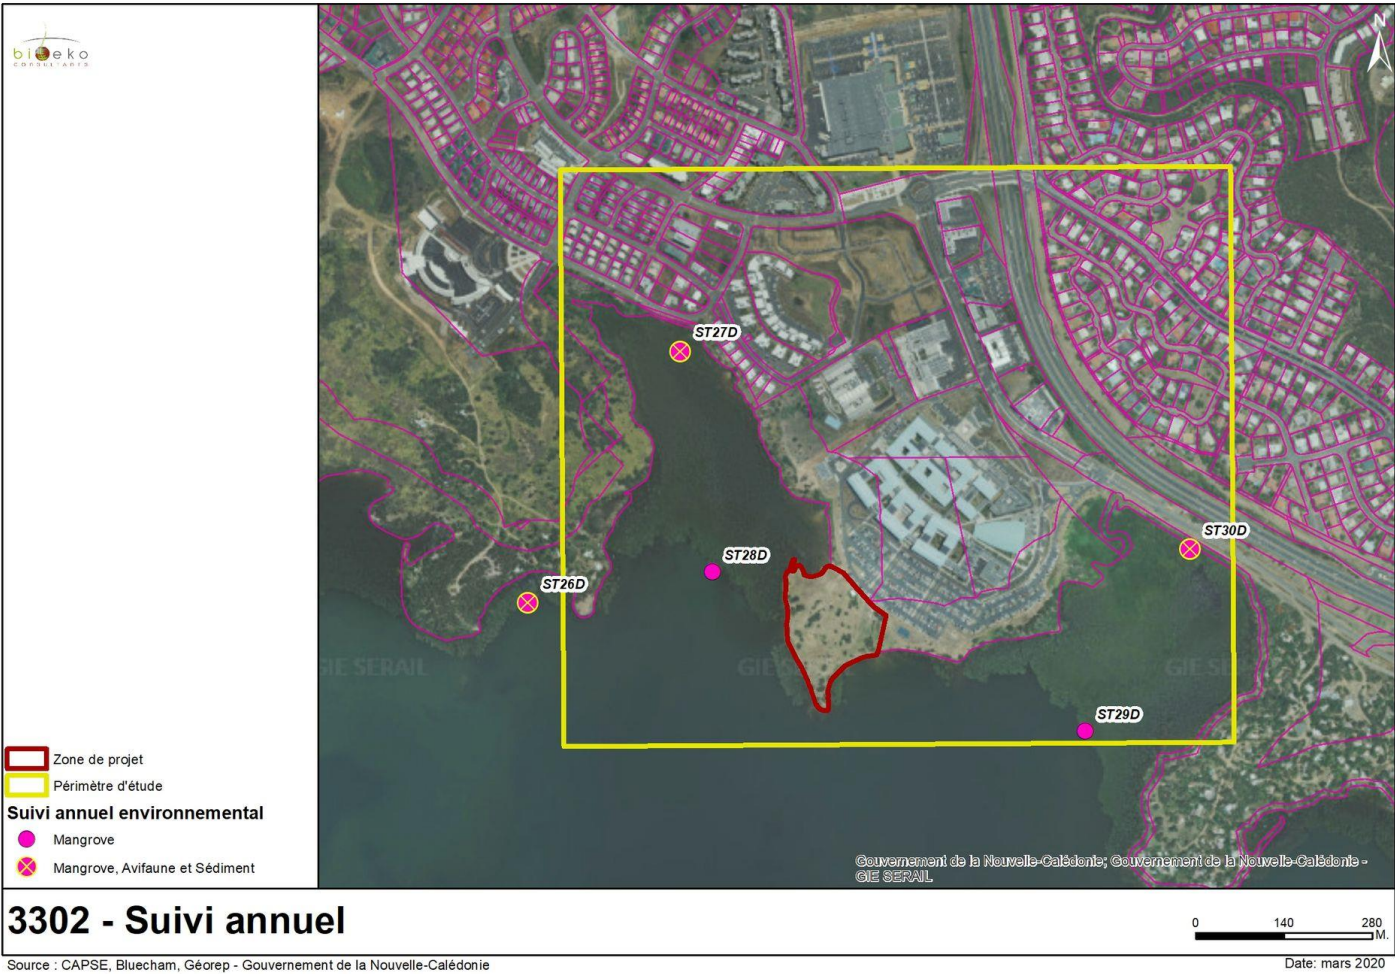 bioeko
CONSULTANTS
N
ST27D
ST30D
ST28D
ST26D
GIE SERAIL
GIE
GIE SE
ST29D
Zone de projet
Périmètre d'étude
Suivi annuel environnemental
Mangrove
Mangrove, Avifaune et Sédiment
Gouvernement de la Nouvelle-Calédonie; Gouvernement de la Nouvelle-Calédonie -
GIE SERAIL
3302 - Suivi annuel
0 140 280
M.
Source : CAPSE, Bluecham, Géorep - Gouvernement de la Nouvelle-Calédonie
Date: mars 2020